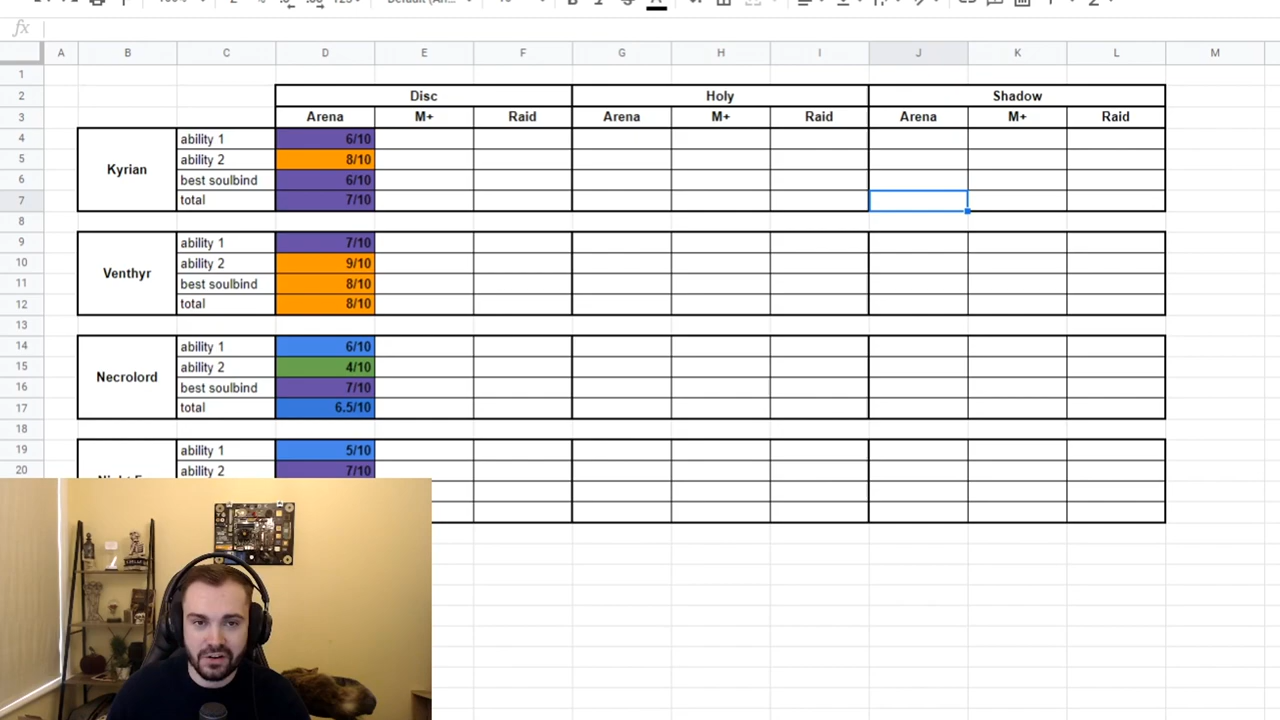 fx
A B C D E F G H I J K L M
1
2 Disc Holy Shadow
3 Arena M+ Raid Arena M+ Raid Arena M+ Raid
4 ability 1 6/10
5 ability 2 8/10
Kyrian
6 best soulbind 6/10
7 total 7/10
8
9 ability 1 7/10
10 ability 2 9/10
Venthyr
11 best soulbind 8/10
12 total 8/10
13
14 ability 1 6/10
15 ability 2 4/10
Necrolord
16 best soulbind 7/10
17 total 6.5/10
18
19 ability 1 5/10
20 ability 2 7/10